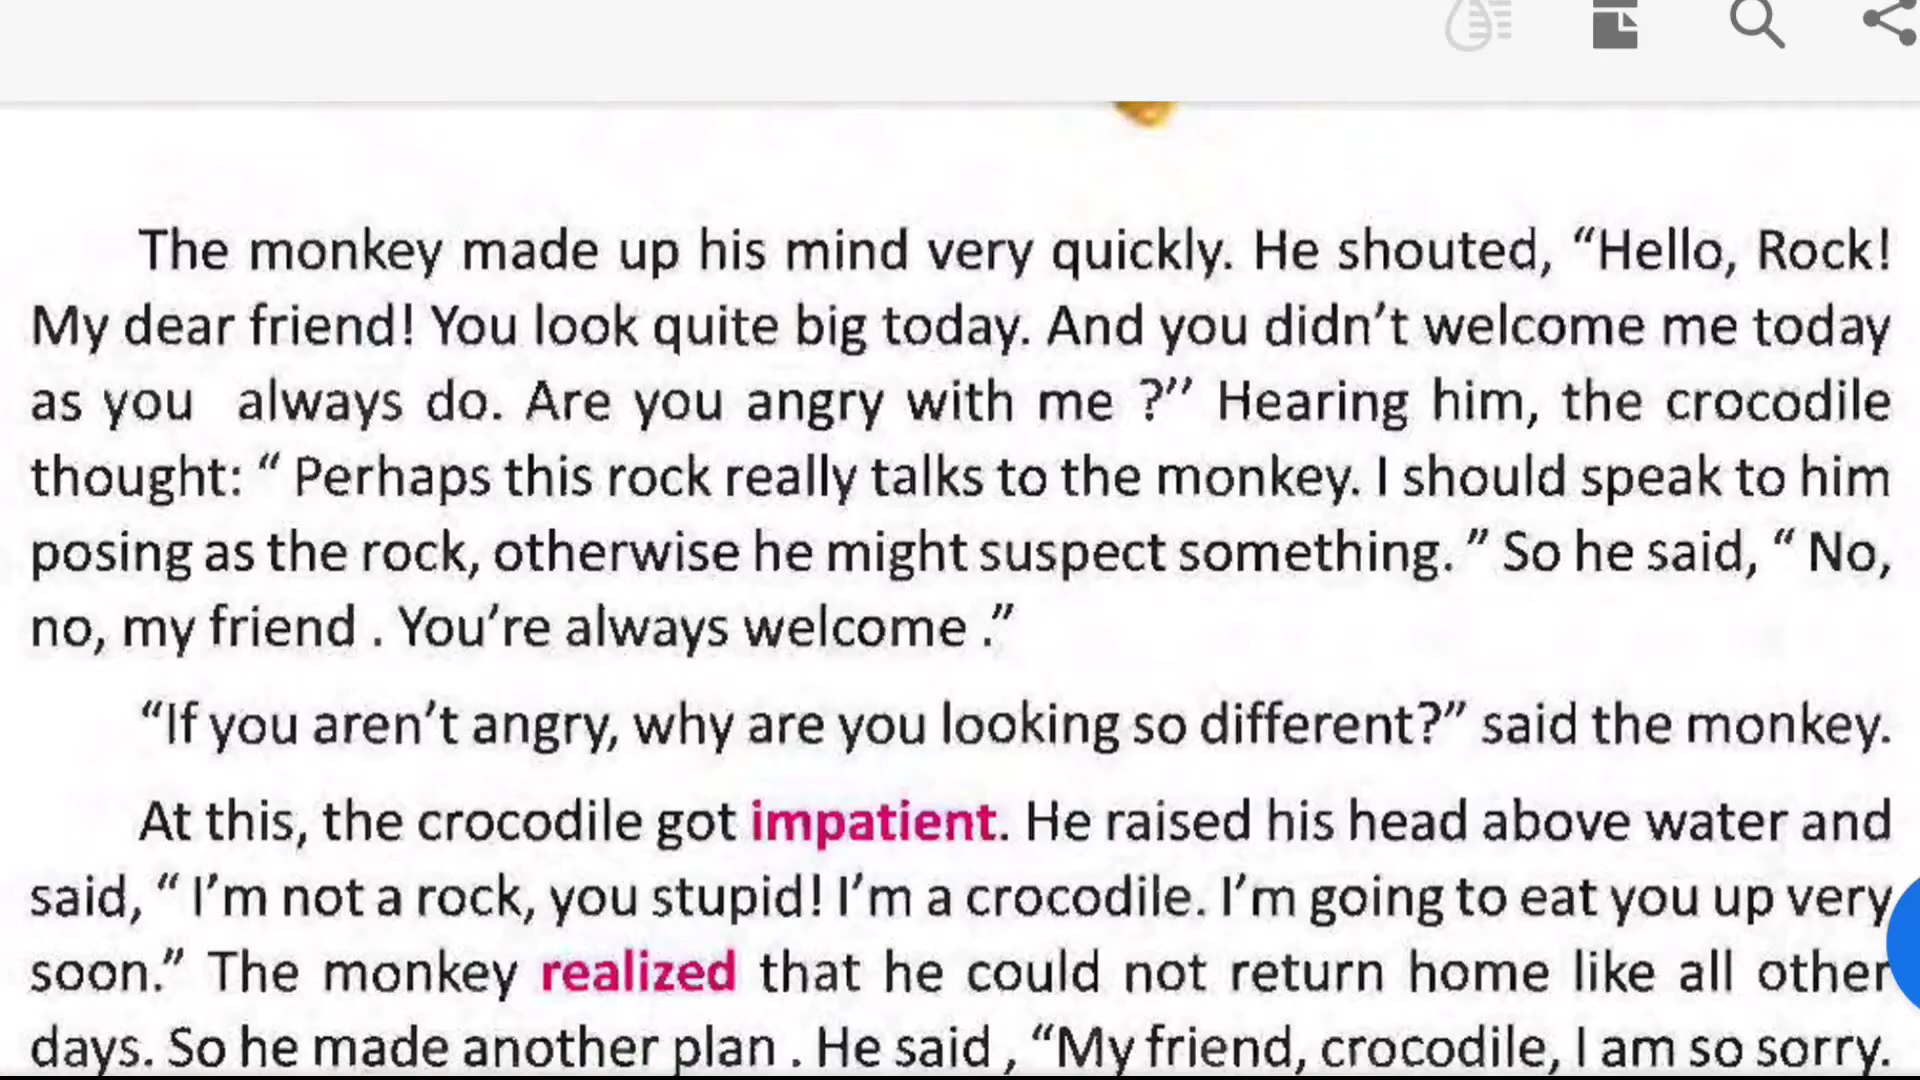 The monkey made up his mind very quickly. He shouted, “Hello, Rock!
My dear friend! You look quite big today. And you didn’t welcome me today
as you always do. Are you angry with me ?’’ Hearing him, the crocodile
thought: “ Perhaps this rock really talks to the monkey. I should speak to him
posing as the rock, otherwise he might suspect something. ” So he said, “ No,
no, my friend . You’re always welcome .”
“If you aren’t angry, why are you looking so different?” said the monkey.
At this, the crocodile got impatient. He raised his head above water and
said, “ I’m not a rock, you stupid! I’m a crocodile. I’m going to eat you up very
soon.” The monkey realized that he could not return home like all other
days. So he made another plan . He said , “My friend, crocodile, I am so sorry.